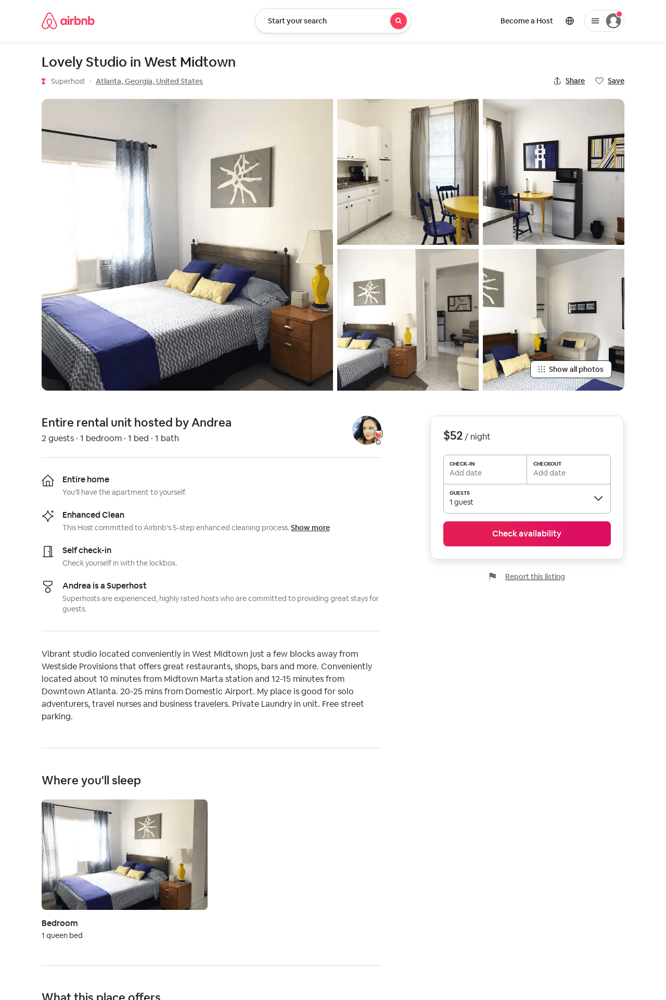 airbnb
Start your search
Become a Host
Lovely Studio in West Midtown
Superhost · Atlanta, Georgia, United States
Share
Save
Show all photos
Entire rental unit hosted by Andrea
2 guests · 1 bedroom · 1 bed · 1 bath
Entire home
You’ll have the apartment to yourself.
Enhanced Clean
This Host committed to Airbnb's 5-step enhanced cleaning process. Show more
Self check-in
Check yourself in with the lockbox.
Andrea is a Superhost
Superhosts are experienced, highly rated hosts who are committed to providing great stays for
guests.
$52 / night
CHECK-IN
Add date
CHECKOUT
Add date
GUESTS
1 guest
Check availability
Report this listing
Vibrant studio located conveniently in West Midtown just a few blocks away from
Westside Provisions that offers great restaurants, shops, bars and more. Conveniently
located about 10 minutes from Midtown Marta station and 12-15 minutes from
Downtown Atlanta. 20-25 mins from Domestic Airport. My place is good for solo
adventurers, travel nurses and business travelers. Private Laundry in unit. Free street
parking.
Where you'll sleep
Bedroom
1 queen bed
What this place offers